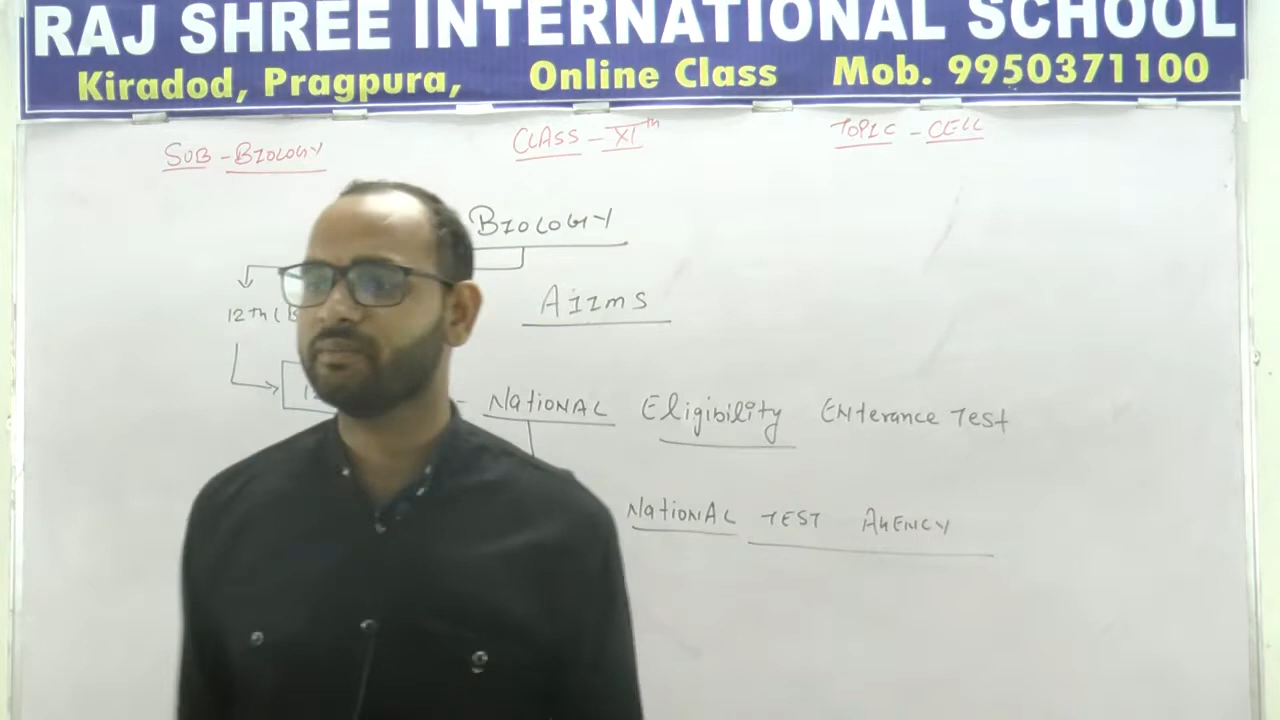 RAJ SHREE INTERNATIONAL SCHOOL
Kiradod, Pragpura, Online Class Mob. 9950371100
SUB - BIOLOGY CLASS - XIth TOPIC - CELL
BIOLOGY
12th (B
AiIms
NatIONAL Eligibility ENterance Test
NatIONAL TEST AGENCY